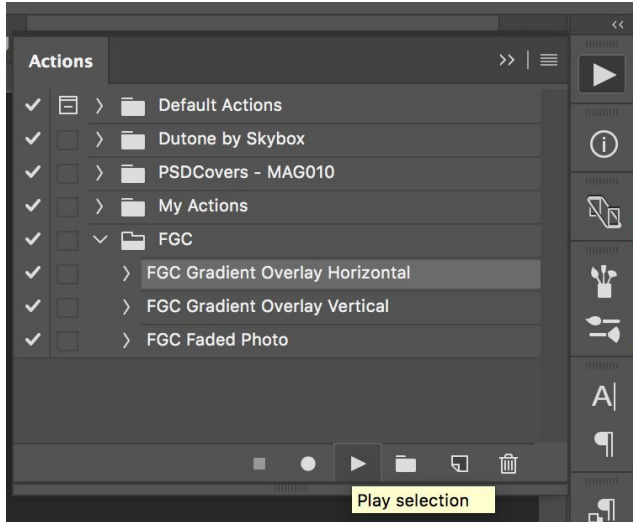 Actions
Default Actions
Dutone by Skybox
PSDCovers - MAG010
My Actions
FGC
FGC Gradient Overlay Horizontal
FGC Gradient Overlay Vertical
FGC Faded Photo
Play selection